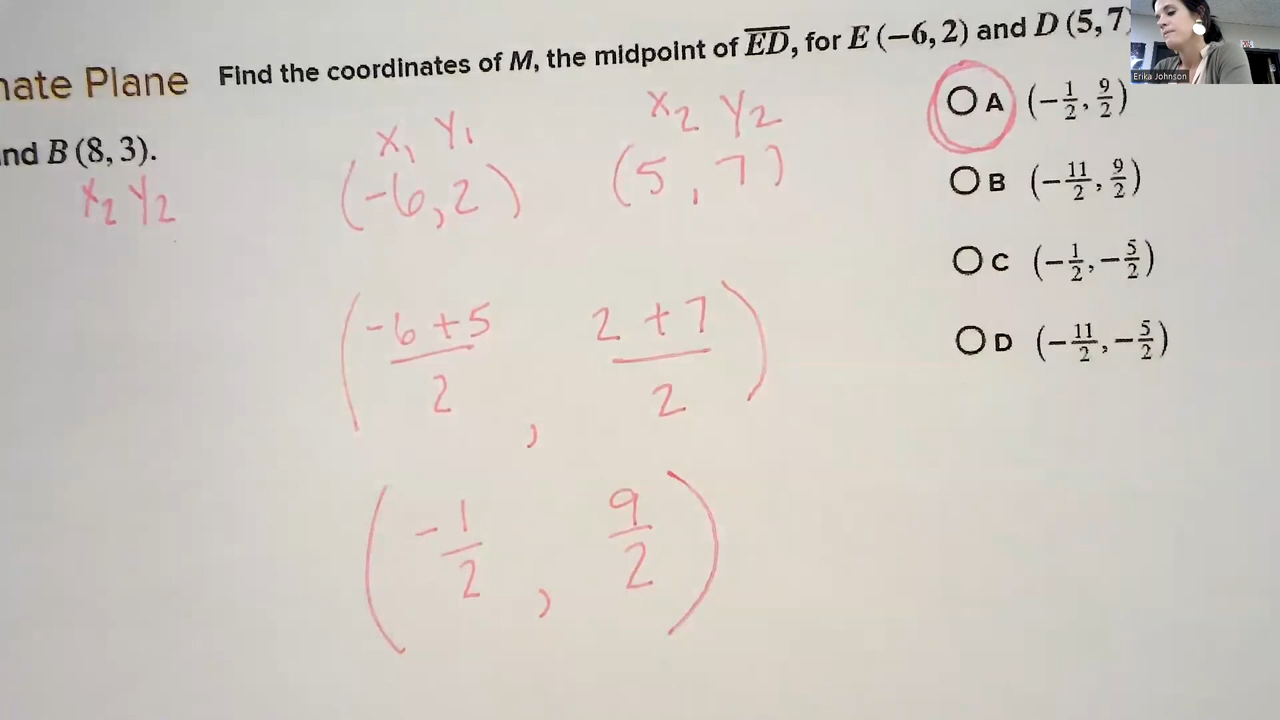 nate Plane
nd B (8, 3).
X₂ Y₂
Find the coordinates of M, the midpoint of E̅D̅, for E (−6, 2) and D (5, 7
X₁ Y₁ X₂ Y₂
(-6, 2) (5, 7)
(-6 + 5 / 2 , 2 + 7 / 2)
(-1/2 , 9/2)
A (−1/2, 9/2)
B (−11/2, 9/2)
C (−1/2, −5/2)
D (−11/2, −5/2)
Erika Johnson